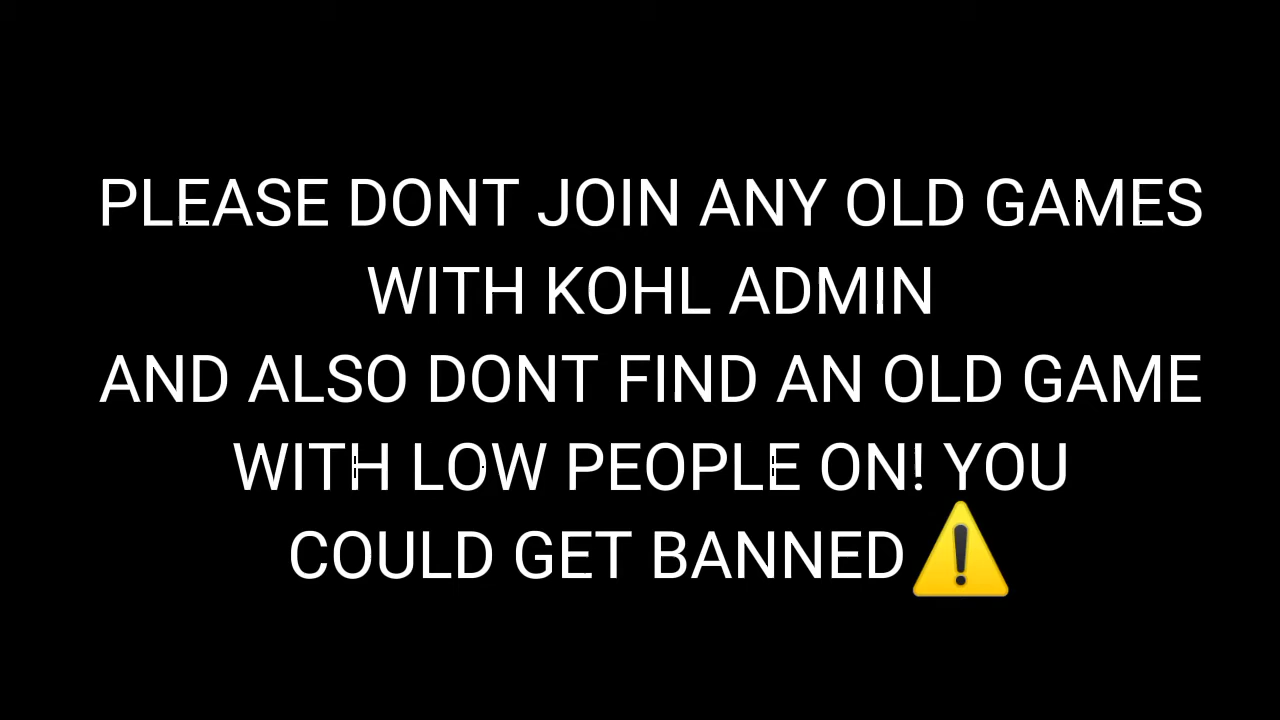 PLEASE DONT JOIN ANY OLD GAMES
WITH KOHL ADMIN
AND ALSO DONT FIND AN OLD GAME
WITH LOW PEOPLE ON! YOU
COULD GET BANNED⚠️